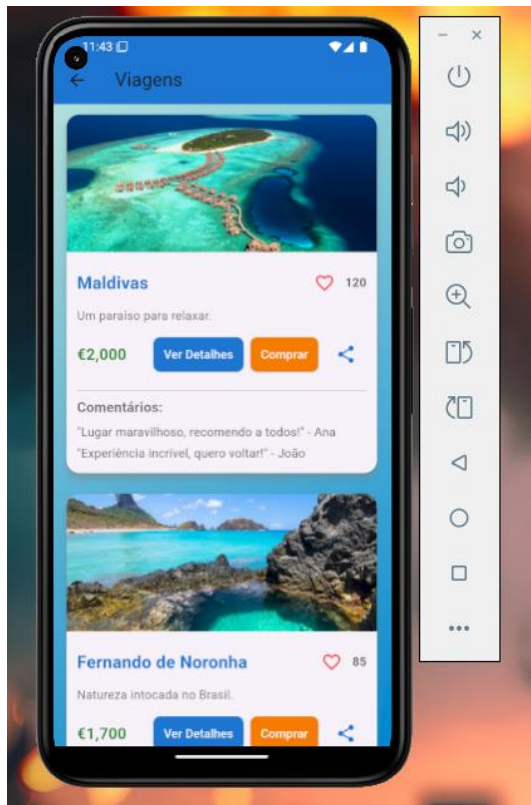 11:43
Viagens
Maldivas 120
Um paraíso para relaxar.
€2,000 Ver Detalhes Comprar
Comentários:
"Lugar maravilhoso, recomendo a todos!" - Ana
"Experiência incrível, quero voltar!" - João
Fernando de Noronha 85
Natureza intocada no Brasil.
€1,700 Ver Detalhes Comprar